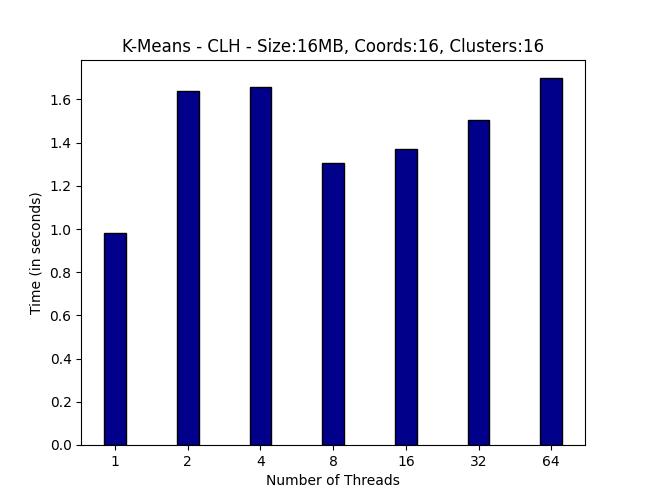 K-Means - CLH - Size:16MB, Coords:16, Clusters:16
Time (in seconds)
1.6
1.4
1.2
1.0
0.8
0.6
0.4
0.2
0.0
1 2 4 8 16 32 64
Number of Threads